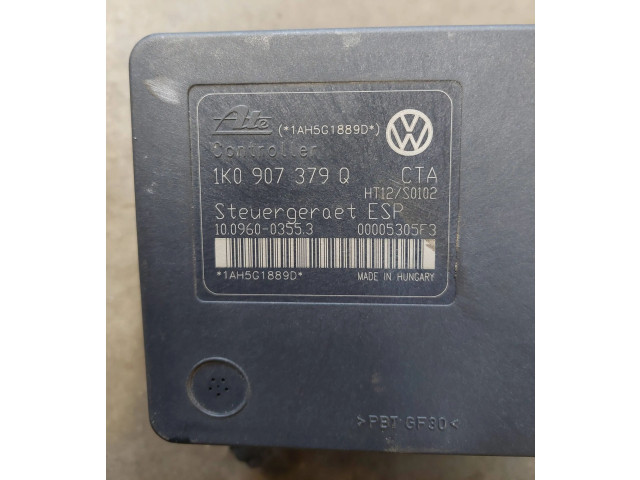 Ate (*1AH5G1889D*)
Controller
1K0 907 379 Q CTA
HT12/S0102
Steuergeraet ESP
10.0960-0355.3 00005305F3
*1AH5G1889D* MADE IN HUNGARY
>PBT GF30<